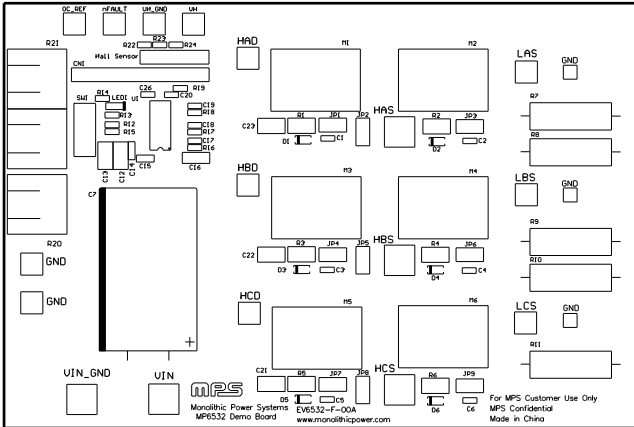 OC_REF nFAULT VH_GND VH
R21
R22 R23 R24
Hall Sensor
CN1
HAD
M1
M2
LAS
GND
SW1 R14 LED1 U1 C26 C20 R19
R13
R12
R15
C19
R18
C18
R17
C17
R16
C13 C12 C14 C15 C16
C23 R1 JP1 JP2
D1 C1
HAS
R2 JP3
D2 C2
R7
R8
C7
HBD
M3
M4
LBS
GND
R20
GND
GND
C22 R3 JP4 JP5
D3 C3
HBS
R4 JP6
D4 C4
R9
R10
HCD
M5
M6
LCS
GND
+
C21 R5 JP7 JP8
D5 C5
HCS
R6 JP9
D6 C6
R11
VIN_GND VIN
mps
Monolithic Power Systems
MP6532 Demo Board
EV6532-F-00A
www.monolithicpower.com
For MPS Customer Use Only
MPS Confidential
Made in China